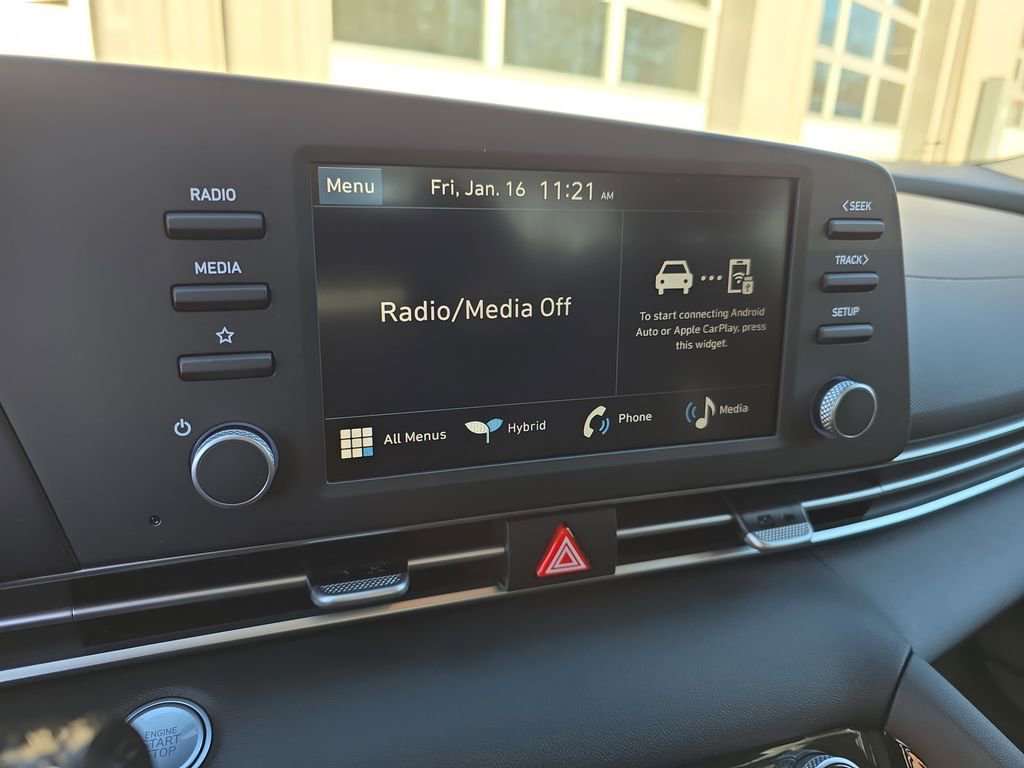 RADIO
MEDIA
Menu
Fri, Jan. 16 11:21 AM
Radio/Media Off
To start connecting Android
Auto or Apple CarPlay, press
this widget.
All Menus
Hybrid
Phone
Media
<SEEK
TRACK>
SETUP
ENGINE
START
STOP